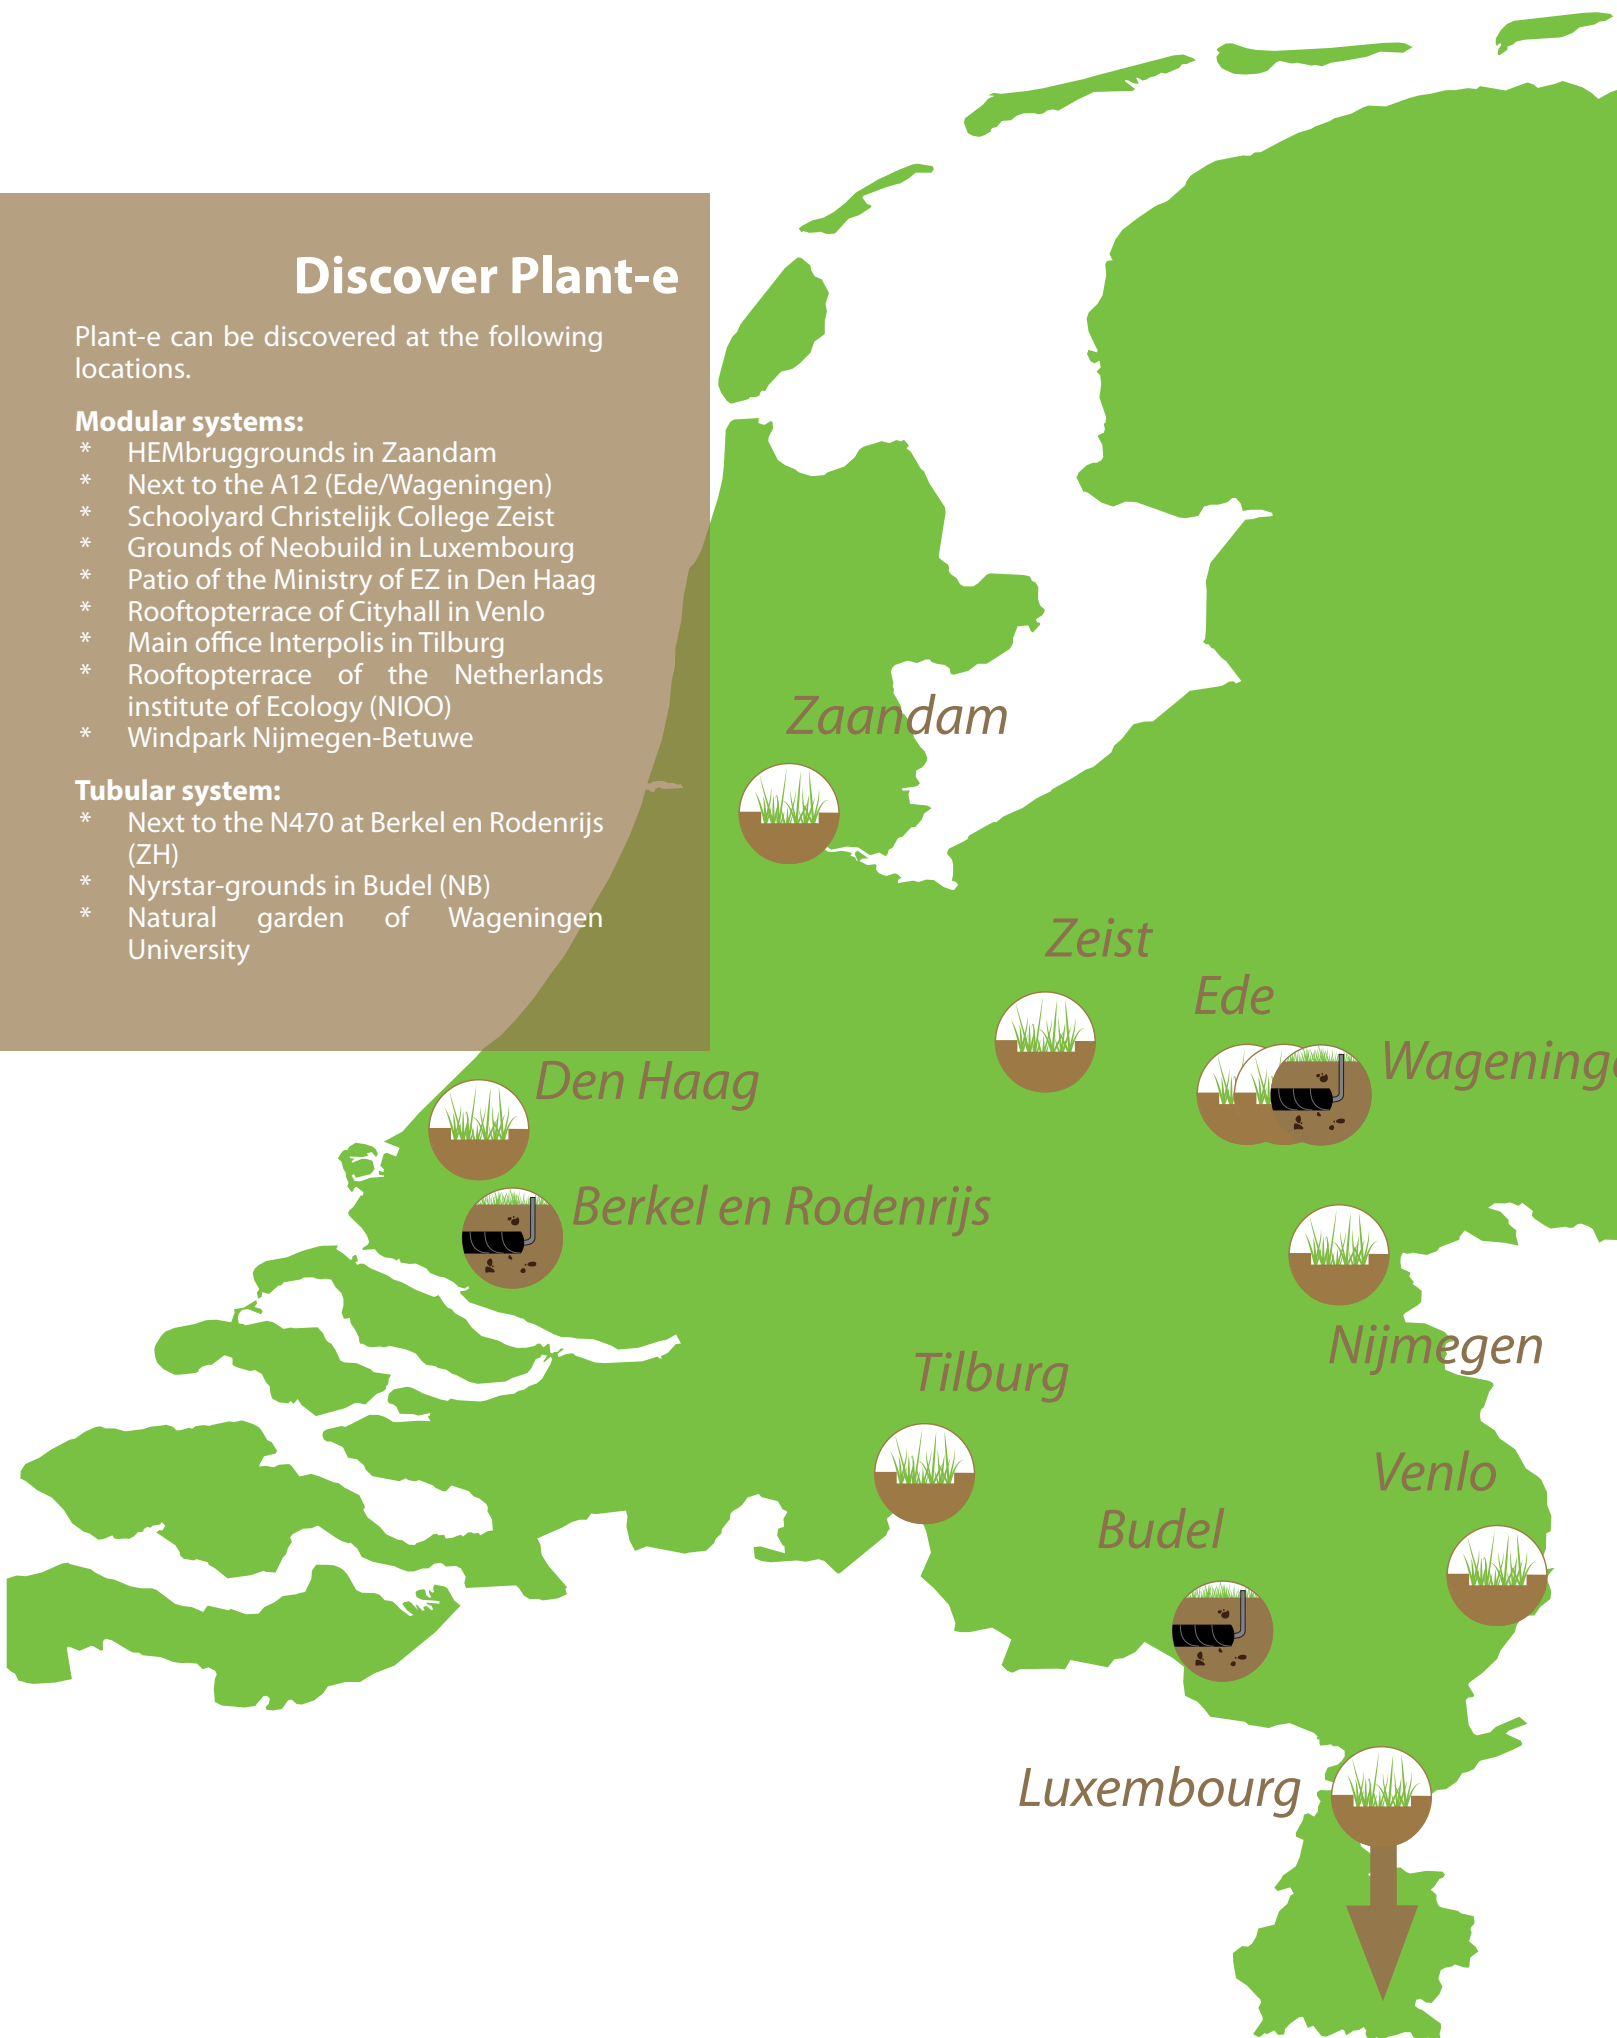 Discover Plant-e
Plant-e can be discovered at the following
locations.
Modular systems:
* HEMbruggrounds in Zaandam
* Next to the A12 (Ede/Wageningen)
* Schoolyard Christelijk College Zeist
* Grounds of Neobuild in Luxembourg
* Patio of the Ministry of EZ in Den Haag
* Rooftopterrace of Cityhall in Venlo
* Main office Interpolis in Tilburg
* Rooftopterrace of the Netherlands
institute of Ecology (NIOO)
* Windpark Nijmegen-Betuwe
Tubular system:
* Next to the N470 at Berkel en Rodenrijs
(ZH)
* Nyrstar-grounds in Budel (NB)
* Natural garden of Wageningen
University
Zaandam
Zeist
Ede
Wagening
Den Haag
Berkel en Rodenrijs
Nijmegen
Tilburg
Venlo
Budel
Luxembourg